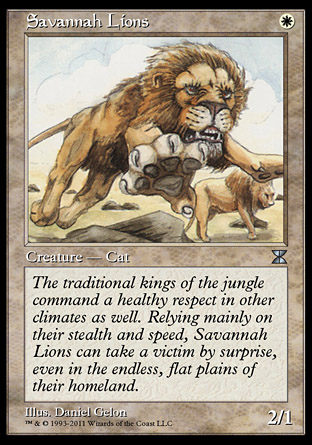 Savannah Lions
Creature — Cat
The traditional kings of the jungle
command a healthy respect in other
climates as well. Relying mainly on
their stealth and speed, Savannah
Lions can take a victim by surprise,
even in the endless, flat plains of
their homeland.
Illus. Daniel Gelon
2/1
™ & © 1993-2011 Wizards of the Coast LLC